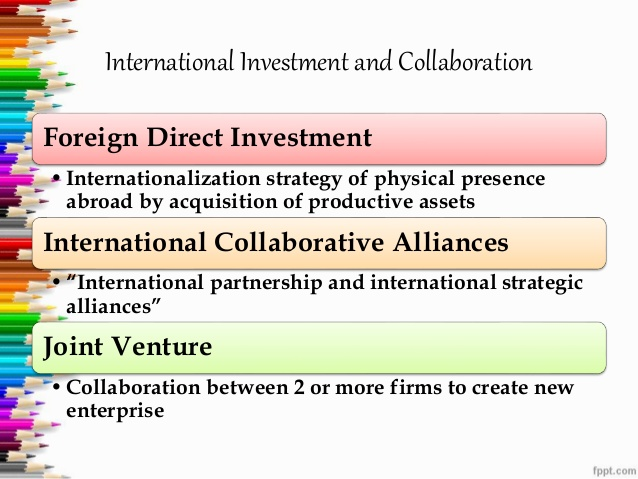 International Investment and Collaboration
Foreign Direct Investment
• Internationalization strategy of physical presence
abroad by acquisition of productive assets
International Collaborative Alliances
• ”International partnership and international strategic
alliances”
Joint Venture
• Collaboration between 2 or more firms to create new
enterprise
fppt.com